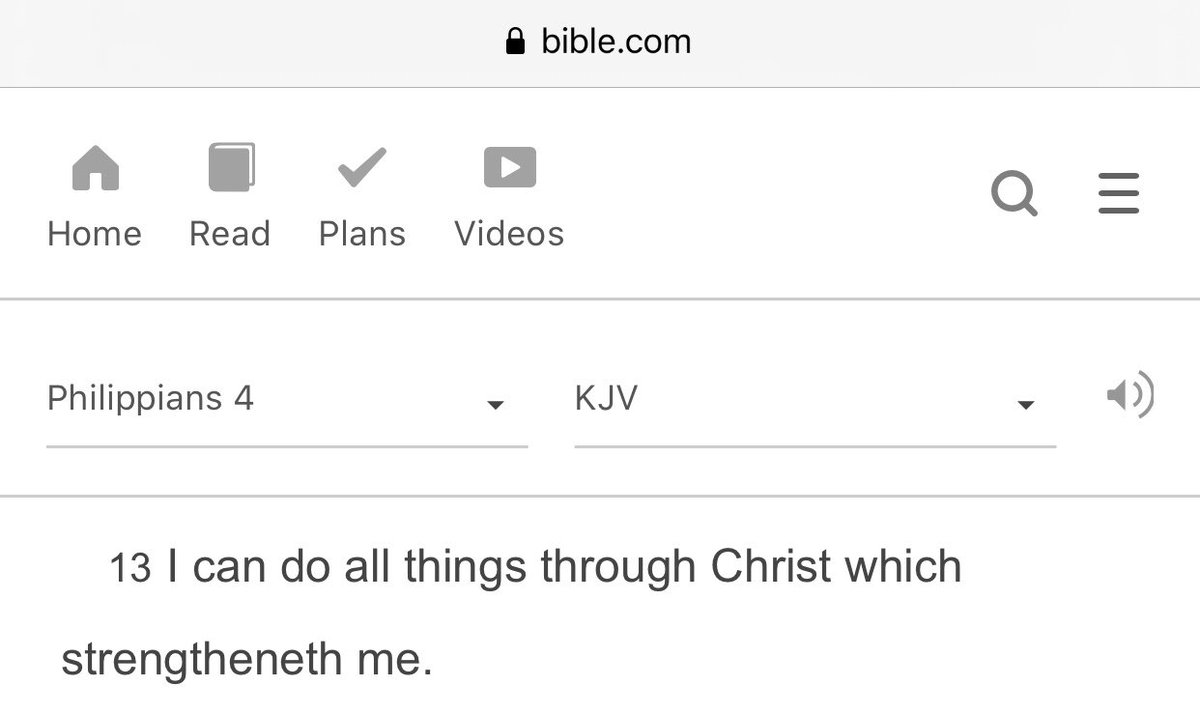 bible.com
Home Read Plans Videos
Philippians 4 KJV
13 I can do all things through Christ which
strengtheneth me.